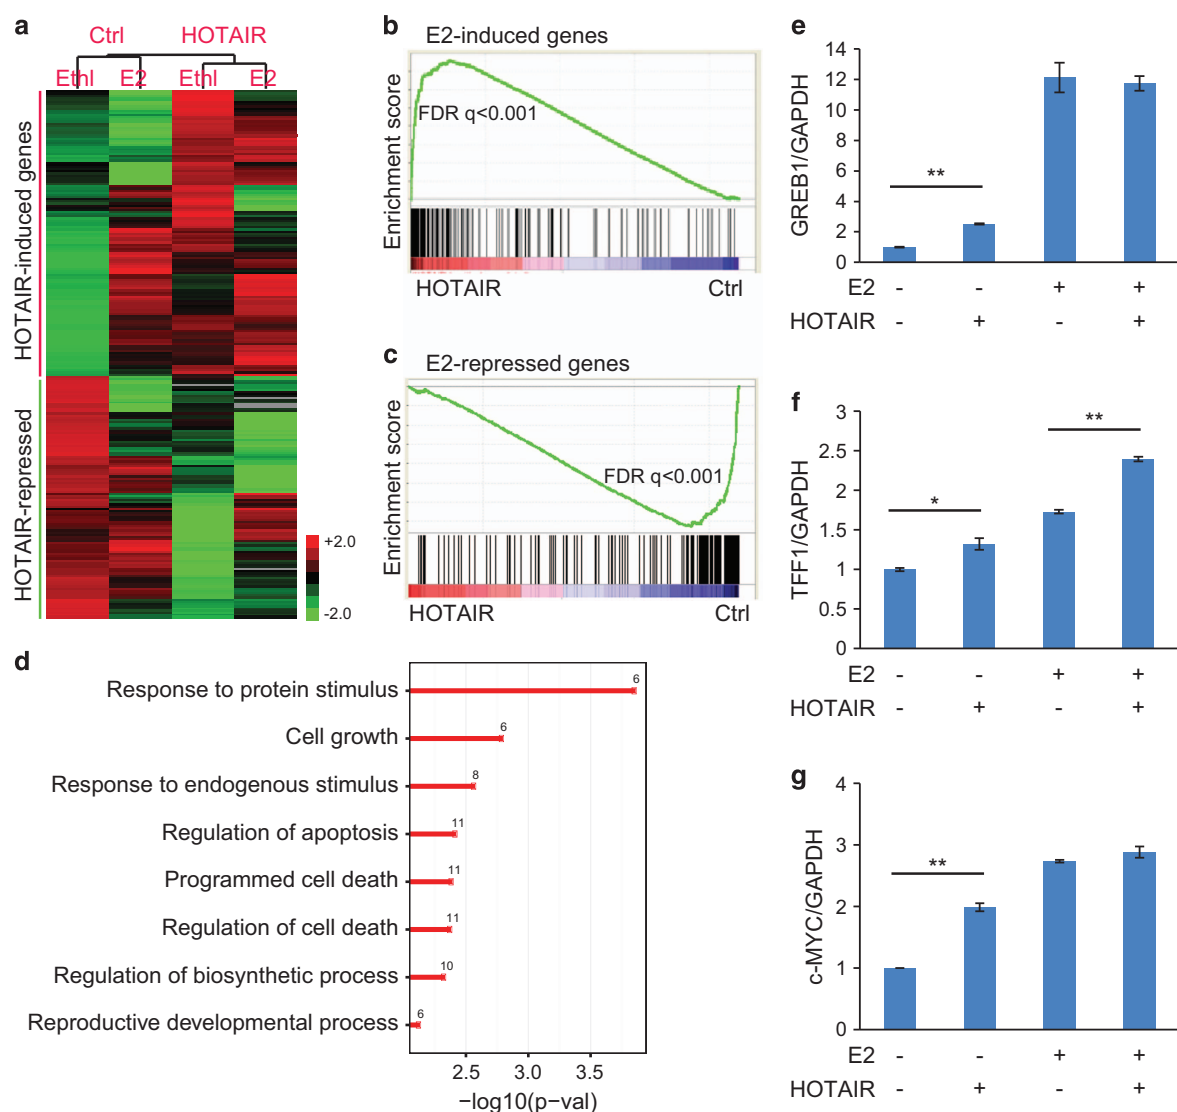 a
Ctrl HOTAIR
Ethl E2 Ethl E2
HOTAIR-induced genes
HOTAIR-repressed
+2.0
-2.0
b
E2-induced genes
Enrichment score
FDR q<0.001
HOTAIR Ctrl
c
E2-repressed genes
Enrichment score
FDR q<0.001
HOTAIR Ctrl
d
Response to protein stimulus 6
Cell growth 6
Response to endogenous stimulus 8
Regulation of apoptosis 11
Programmed cell death 11
Regulation of cell death 11
Regulation of biosynthetic process 10
Reproductive developmental process 6
2.5 3.0 3.5
−log10(p−val)
e
GREB1/GAPDH
14
12
10
8
6
4
2
0
**
E2 - - + +
HOTAIR - + - +
f
TFF1/GAPDH
3
2.5
2
1.5
1
0.5
0
* **
E2 - - + +
HOTAIR - + - +
g
c-MYC/GAPDH
4
3
2
1
0
**
E2 - - + +
HOTAIR - + - +